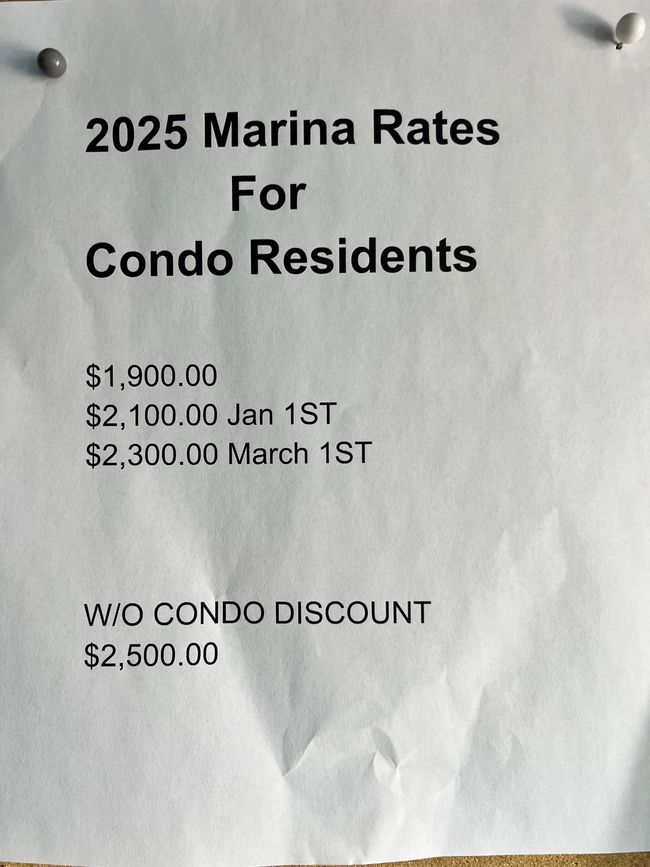 2025 Marina Rates
For
Condo Residents
$1,900.00
$2,100.00 Jan 1ST
$2,300.00 March 1ST
W/O CONDO DISCOUNT
$2,500.00